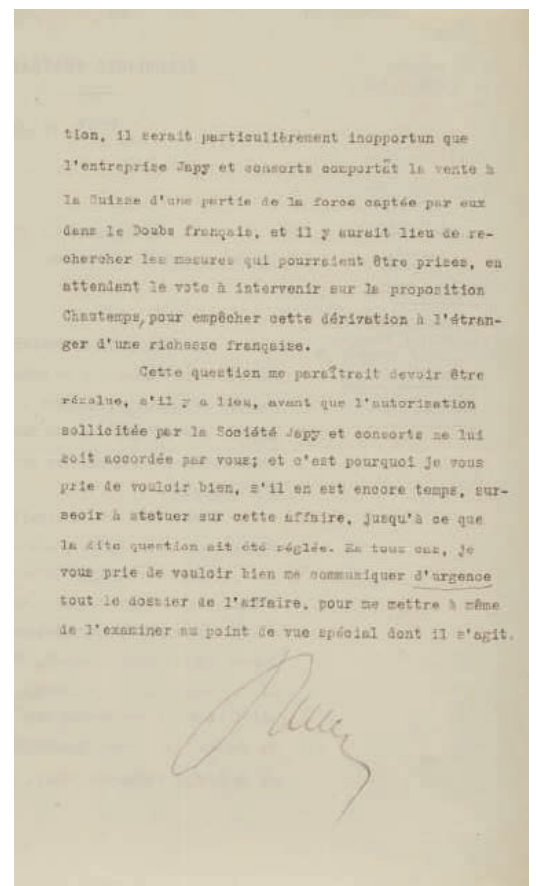 tion, il serait particulièrement inopportun que
l'entreprise Japy et consorts comportât la vente à
la Suisse d'une partie de la force captée par eux
dans le Doubs français, et il y aurait lieu de re-
chercher les mesures qui pourraient être prises, en
attendant le vote à intervenir sur la proposition
Chautemps, pour empêcher cette dérivation à l'étran-
ger d'une richesse française.
Cette question me paraîtrait devoir être
résolue, s'il y a lieu, avant que l'autorisation
sollicitée par la Société Japy et consorts ne lui
soit accordée par vous; et c'est pourquoi je vous
prie de vouloir bien, s'il en est encore temps, sur-
seoir à statuer sur cette affaire, jusqu'à ce que
la dite question ait été réglée. En tous cas, je
vous prie de vouloir bien me communiquer d'urgence
tout le dossier de l'affaire, pour me mettre à même
de l'examiner au point de vue spécial dont il s'agit.